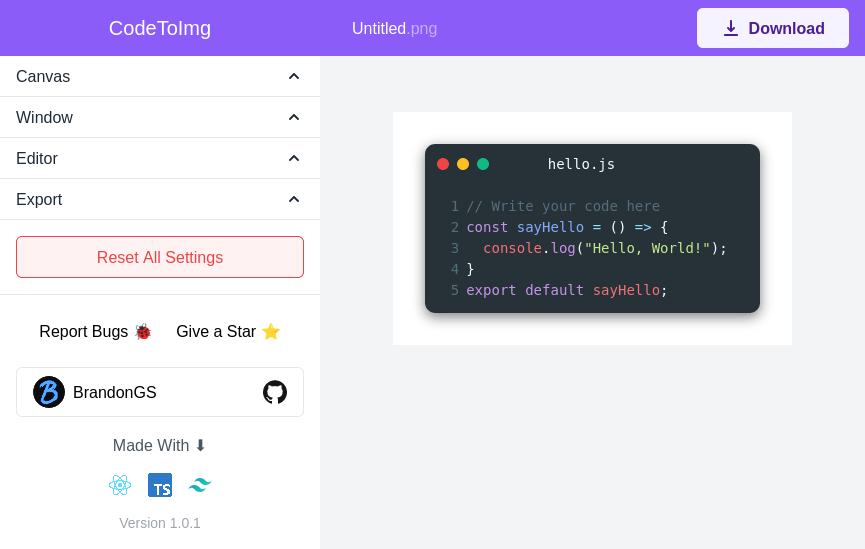 CodeToImg
Untitled.png
Download
Canvas
Window
Editor
Export
Reset All Settings
Report Bugs 🐞
Give a Star ⭐
BrandonGS
Made With ⬇
TS
Version 1.0.1
hello.js
1 // Write your code here
2 const sayHello = () => {
3   console.log("Hello, World!");
4 }
5 export default sayHello;